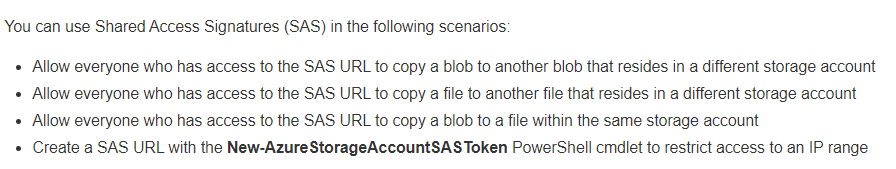 You can use Shared Access Signatures (SAS) in the following scenarios:
• Allow everyone who has access to the SAS URL to copy a blob to another blob that resides in a different storage account
• Allow everyone who has access to the SAS URL to copy a file to another file that resides in a different storage account
• Allow everyone who has access to the SAS URL to copy a blob to a file within the same storage account
• Create a SAS URL with the New-AzureStorageAccountSASToken PowerShell cmdlet to restrict access to an IP range